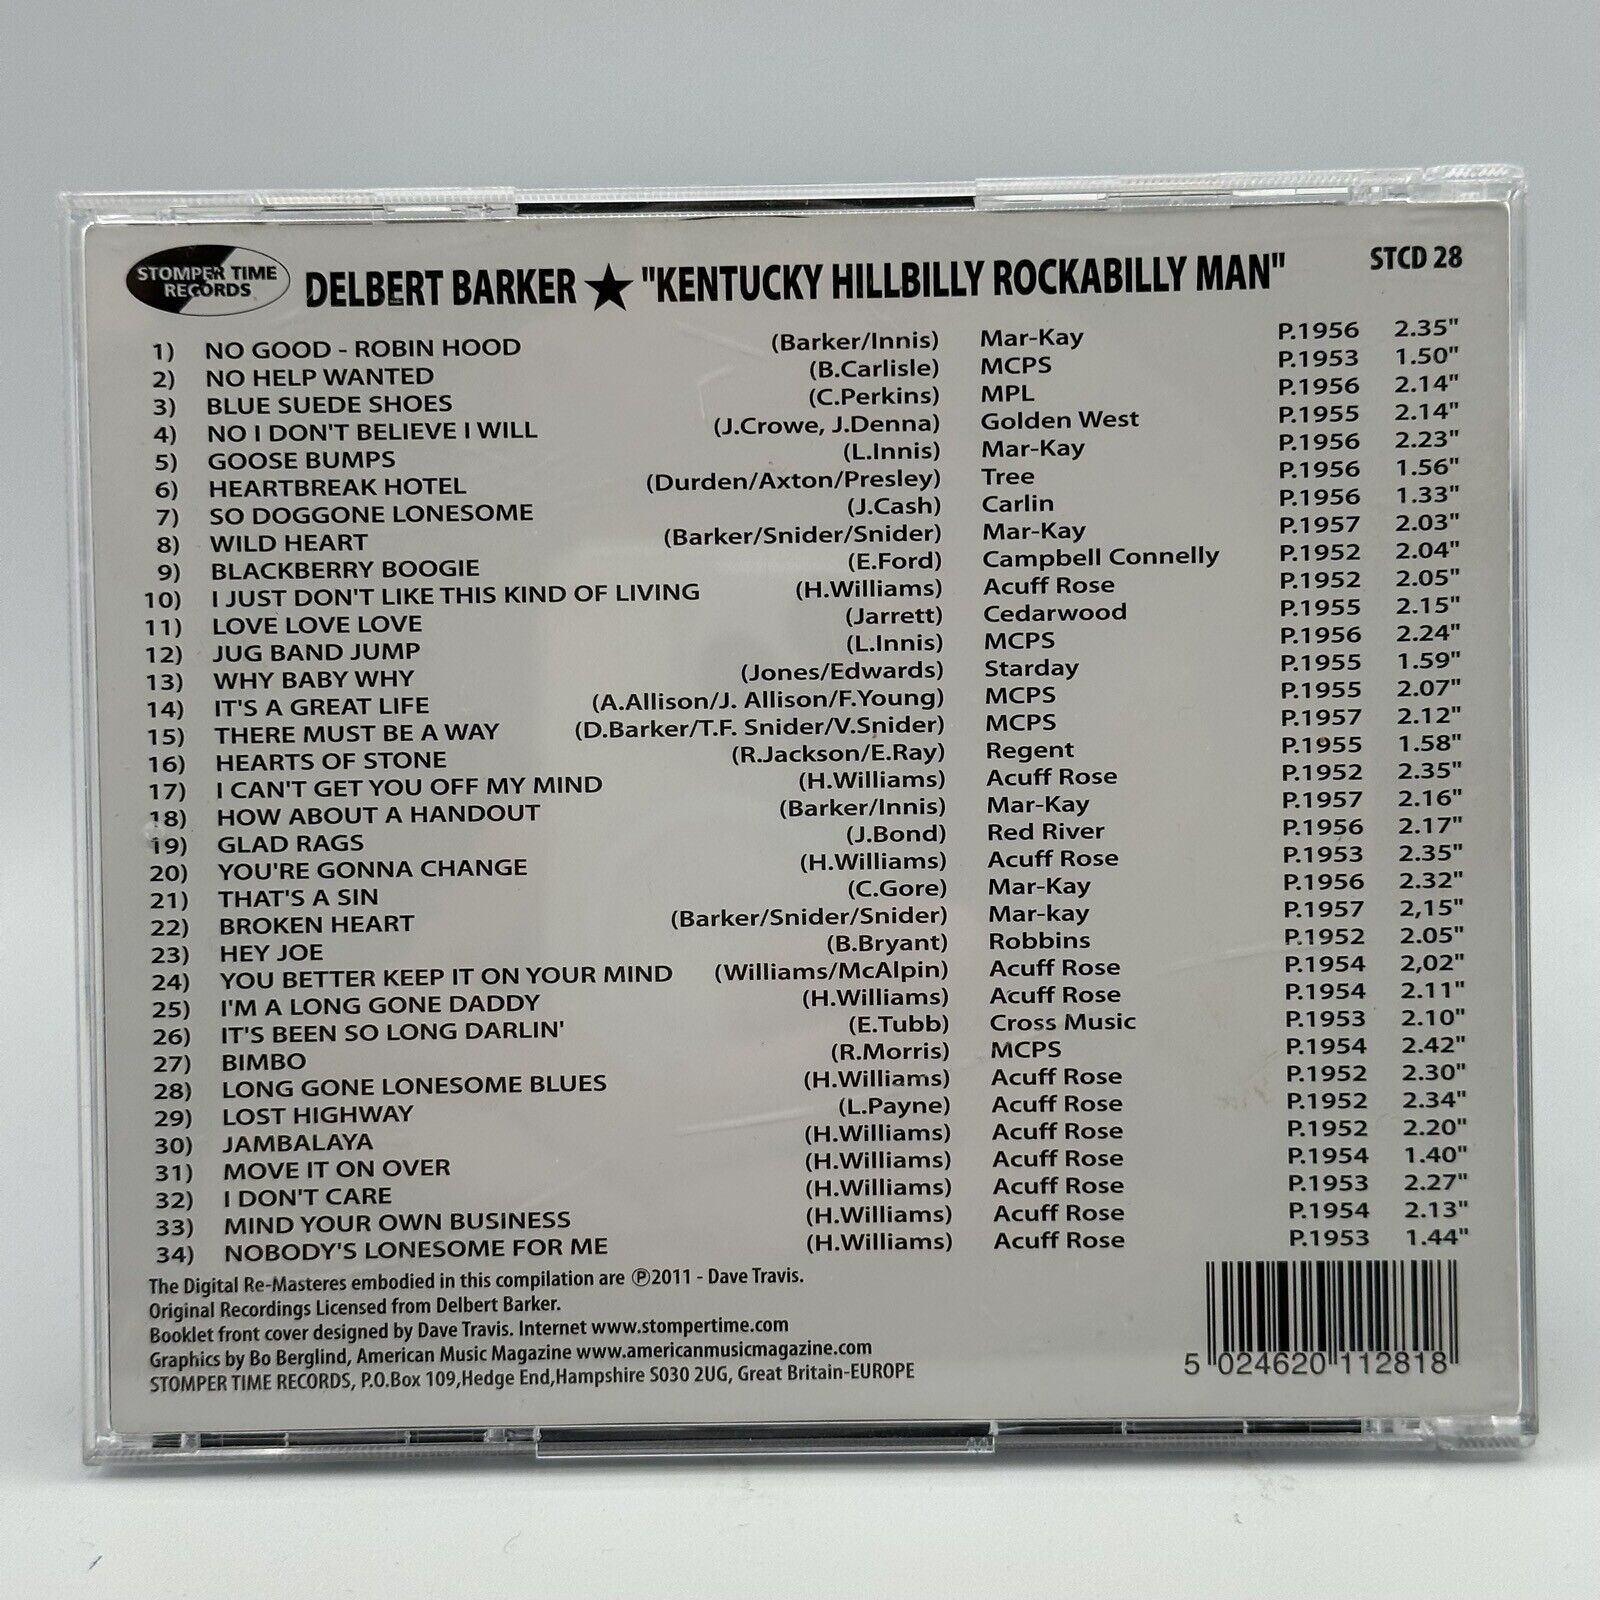 STOMPER TIME
RECORDS
DELBERT BARKER ★ "KENTUCKY HILLBILLY ROCKABILLY MAN"
STCD 28
1) NO GOOD - ROBIN HOOD (Barker/Innis) Mar-Kay P.1956 2.35"
2) NO HELP WANTED (B.Carlisle) MCPS P.1953 1.50"
3) BLUE SUEDE SHOES (C.Perkins) MPL P.1956 2.14"
4) NO I DON'T BELIEVE I WILL (J.Crowe, J.Denna) Golden West P.1955 2.14"
5) GOOSE BUMPS (L.Innis) Mar-Kay P.1956 2.23"
6) HEARTBREAK HOTEL (Durden/Axton/Presley) Tree P.1956 1.56"
7) SO DOGGONE LONESOME (J.Cash) Carlin P.1956 1.33"
8) WILD HEART (Barker/Snider/Snider) Mar-Kay P.1957 2.03"
9) BLACKBERRY BOOGIE (E.Ford) Campbell Connelly P.1952 2.04"
10) I JUST DON'T LIKE THIS KIND OF LIVING (H.Williams) Acuff Rose P.1952 2.05"
11) LOVE LOVE LOVE (Jarrett) Cedarwood P.1955 2.15"
12) JUG BAND JUMP (L.Innis) MCPS P.1956 2.24"
13) WHY BABY WHY (Jones/Edwards) Starday P.1955 1.59"
14) IT'S A GREAT LIFE (A.Allison/J. Allison/F.Young) MCPS P.1955 2.07"
15) THERE MUST BE A WAY (D.Barker/T.F. Snider/V.Snider) MCPS P.1957 2.12"
16) HEARTS OF STONE (R.Jackson/E.Ray) Regent P.1955 1.58"
17) I CAN'T GET YOU OFF MY MIND (H.Williams) Acuff Rose P.1952 2.35"
18) HOW ABOUT A HANDOUT (Barker/Innis) Mar-Kay P.1957 2.16"
19) GLAD RAGS (J.Bond) Red River P.1956 2.17"
20) YOU'RE GONNA CHANGE (H.Williams) Acuff Rose P.1953 2.35"
21) THAT'S A SIN (C.Gore) Mar-Kay P.1956 2.32"
22) BROKEN HEART (Barker/Snider/Snider) Mar-kay P.1957 2,15"
23) HEY JOE (B.Bryant) Robbins P.1952 2.05"
24) YOU BETTER KEEP IT ON YOUR MIND (Williams/McAlpin) Acuff Rose P.1954 2,02"
25) I'M A LONG GONE DADDY (H.Williams) Acuff Rose P.1954 2.11"
26) IT'S BEEN SO LONG DARLIN' (E.Tubb) Cross Music P.1953 2.10"
27) BIMBO (R.Morris) MCPS P.1954 2.42"
28) LONG GONE LONESOME BLUES (H.Williams) Acuff Rose P.1952 2.30"
29) LOST HIGHWAY (L.Payne) Acuff Rose P.1952 2.34"
30) JAMBALAYA (H.Williams) Acuff Rose P.1952 2.20"
31) MOVE IT ON OVER (H.Williams) Acuff Rose P.1954 1.40"
32) I DON'T CARE (H.Williams) Acuff Rose P.1953 2.27"
33) MIND YOUR OWN BUSINESS (H.Williams) Acuff Rose P.1954 2.13"
34) NOBODY'S LONESOME FOR ME (H.Williams) Acuff Rose P.1953 1.44"
The Digital Re-Masteres embodied in this compilation are ℗2011 - Dave Travis.
Original Recordings Licensed from Delbert Barker.
Booklet front cover designed by Dave Travis. Internet www.stompertime.com
Graphics by Bo Berglind, American Music Magazine www.americanmusicmagazine.com
STOMPER TIME RECORDS, P.O.Box 109,Hedge End,Hampshire S030 2UG, Great Britain-EUROPE
5 024620 112818